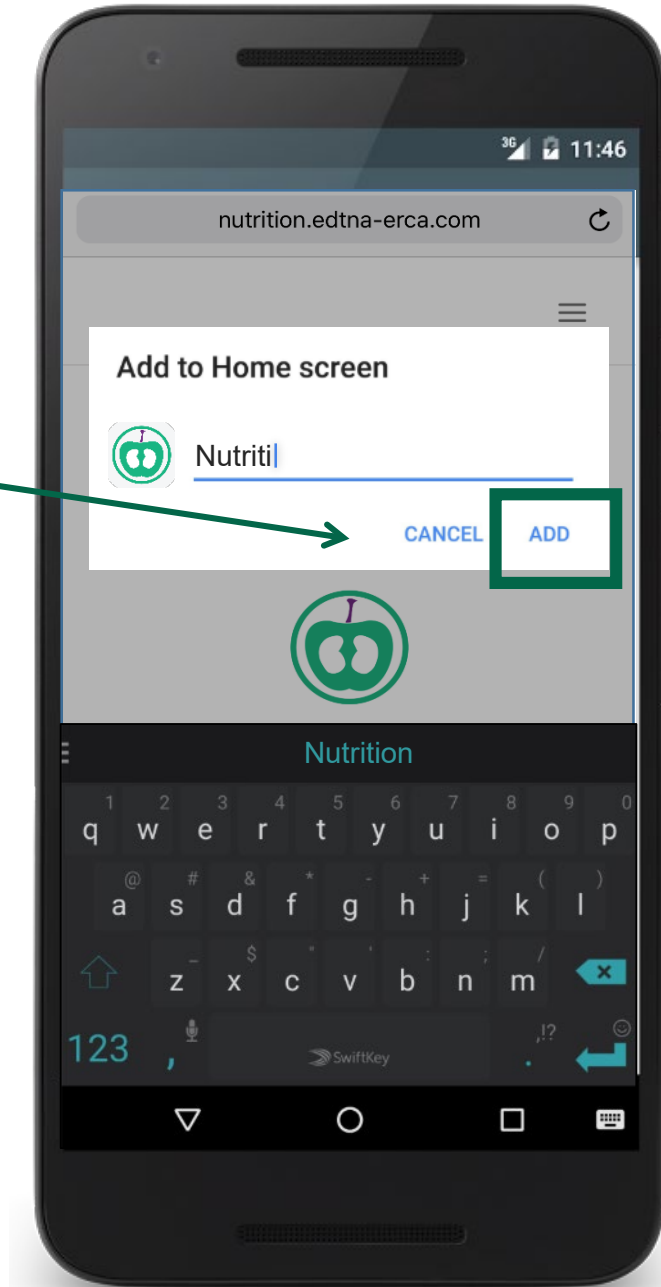 3G 11:46
nutrition.edtna-erca.com
Add to Home screen
Nutriti
CANCEL ADD
Nutrition
1 2 3 4 5 6 7 8 9 0
q w e r t y u i o p
@ # & * - + = ( )
a s d f g h j k l
_ $ " ' : ; /
z x c v b n m
123 , SwiftKey . ,!?